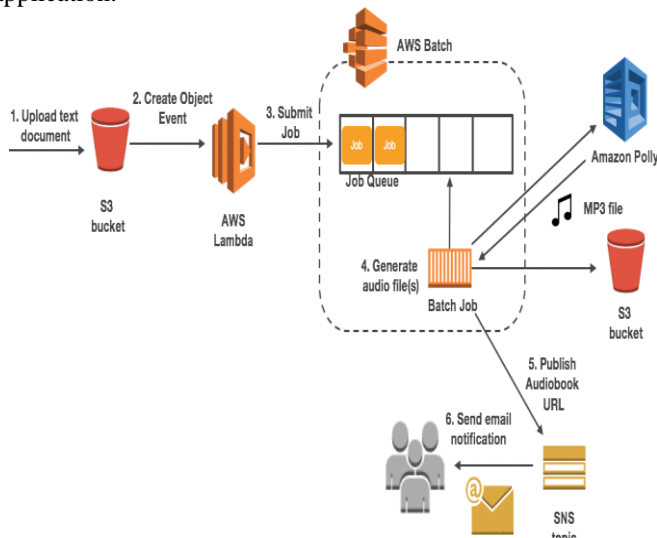 application.
AWS Batch
1. Upload text
document
2. Create Object
Event
3. Submit
Job
Job
Job
Job Queue
S3
bucket
AWS
Lambda
Amazon Polly
MP3 file
4. Generate
audio file(s)
Batch Job
S3
bucket
5. Publish
Audiobook
URL
6. Send email
notification
@
SNS
topic